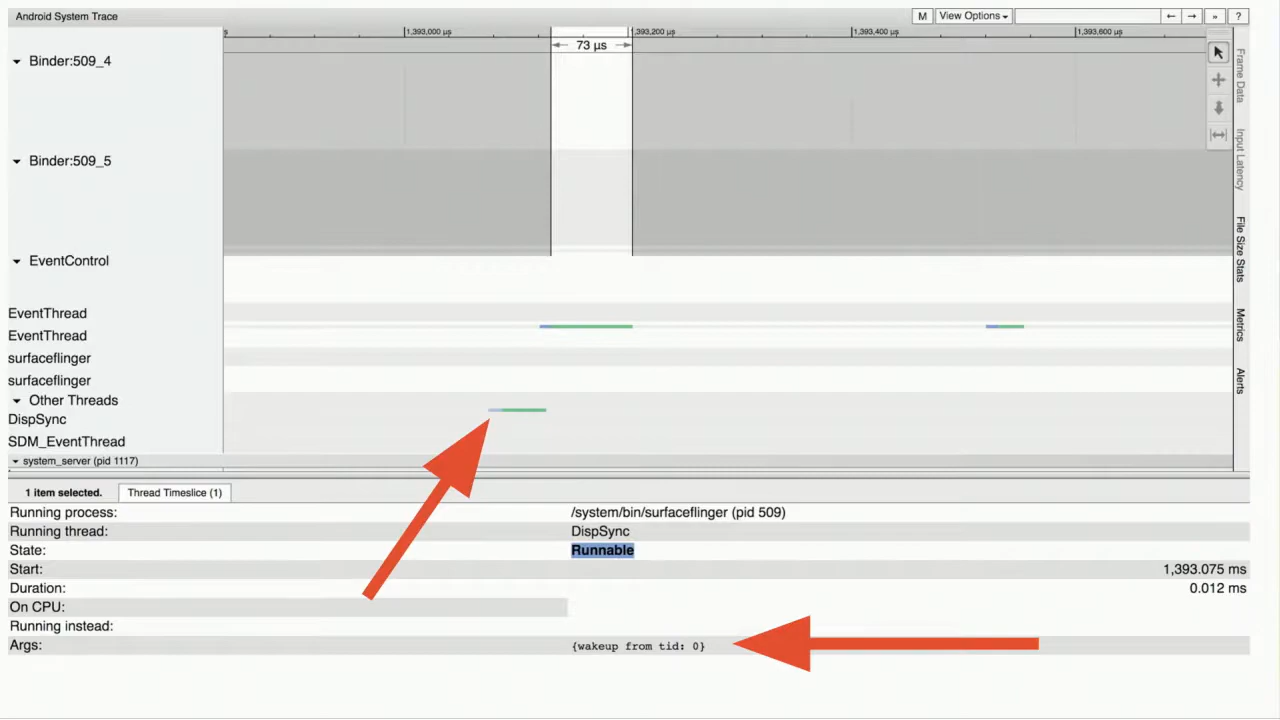 Android System Trace
M
View Options
←
→
»
?
s
1,393,000 µs
1,393,200 µs
1,393,400 µs
1,393,600 µs
73 µs
Binder:509_4
Binder:509_5
EventControl
EventThread
EventThread
surfaceflinger
surfaceflinger
Other Threads
DispSync
SDM_EventThread
system_server (pid 1117)
Frame Data
Input Latency
File Size Stats
Metrics
Alerts
1 item selected.
Thread Timeslice (1)
Running process: /system/bin/surfaceflinger (pid 509)
Running thread: DispSync
State: Runnable
Start: 1,393.075 ms
Duration: 0.012 ms
On CPU:
Running instead:
Args: {wakeup from tid: 0}